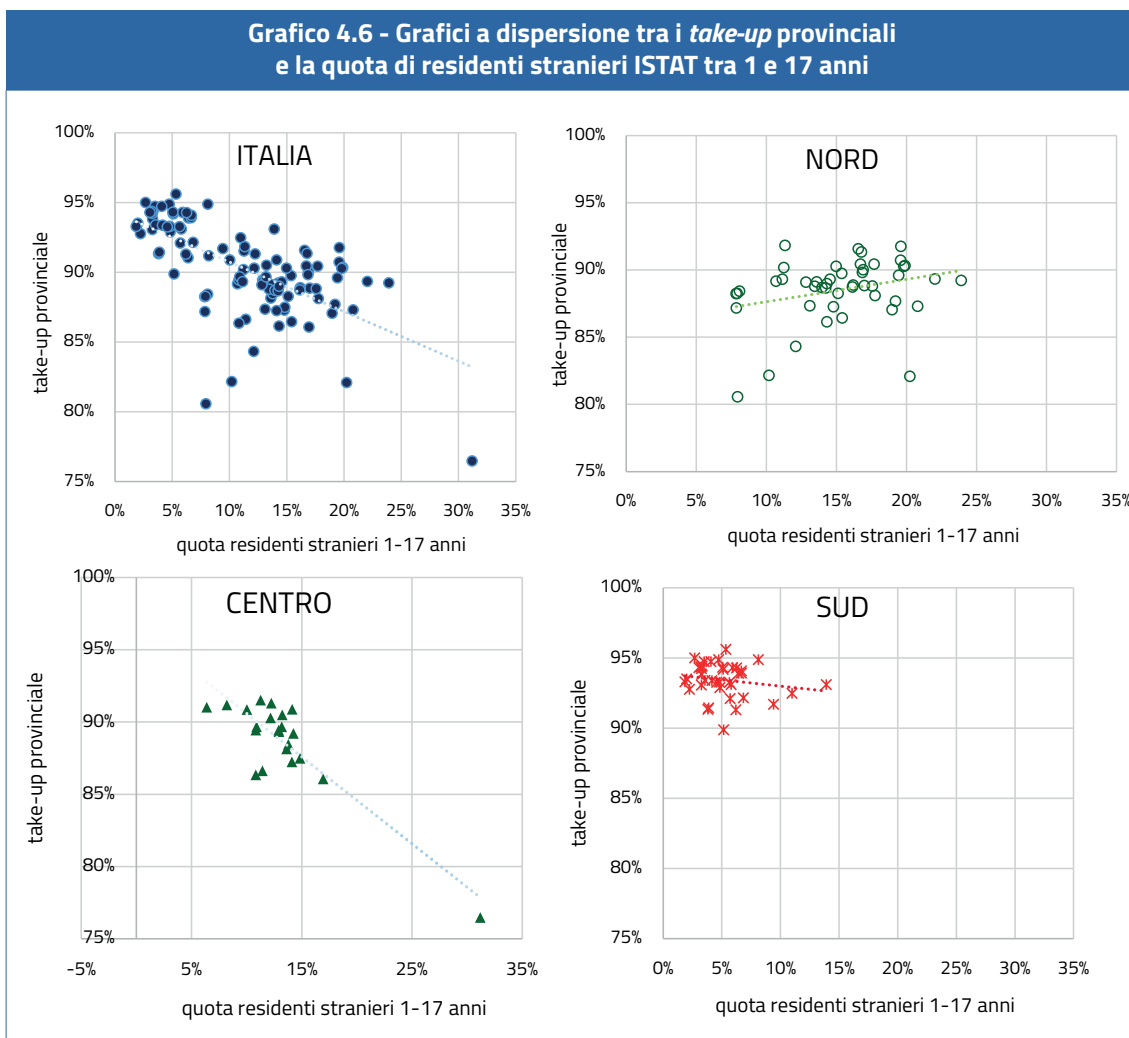 Grafico 4.6 - Grafici a dispersione tra i take-up provinciali
e la quota di residenti stranieri ISTAT tra 1 e 17 anni
ITALIA
take-up provinciale
100%
95%
90%
85%
80%
75%
0% 5% 10% 15% 20% 25% 30% 35%
quota residenti stranieri 1-17 anni
NORD
take-up provinciale
100%
95%
90%
85%
80%
75%
0% 5% 10% 15% 20% 25% 30% 35%
quota residenti stranieri 1-17 anni
CENTRO
take-up provinciale
100%
95%
90%
85%
80%
75%
-5% 5% 15% 25% 35%
quota residenti stranieri 1-17 anni
SUD
take-up provinciale
100%
95%
90%
85%
80%
75%
0% 5% 10% 15% 20% 25% 30% 35%
quota residenti stranieri 1-17 anni